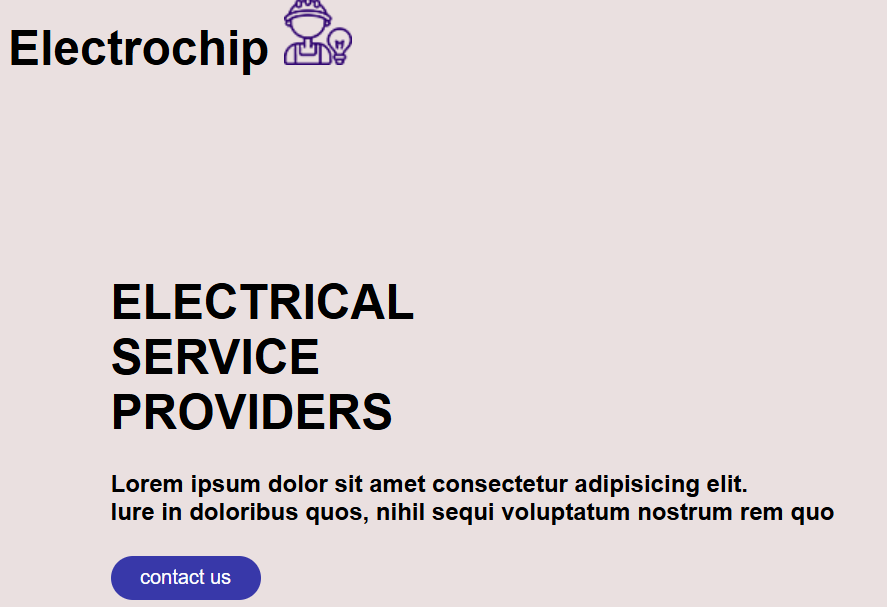 Electrochip
ELECTRICAL
SERVICE
PROVIDERS
Lorem ipsum dolor sit amet consectetur adipisicing elit.
Iure in doloribus quos, nihil sequi voluptatum nostrum rem quo
contact us